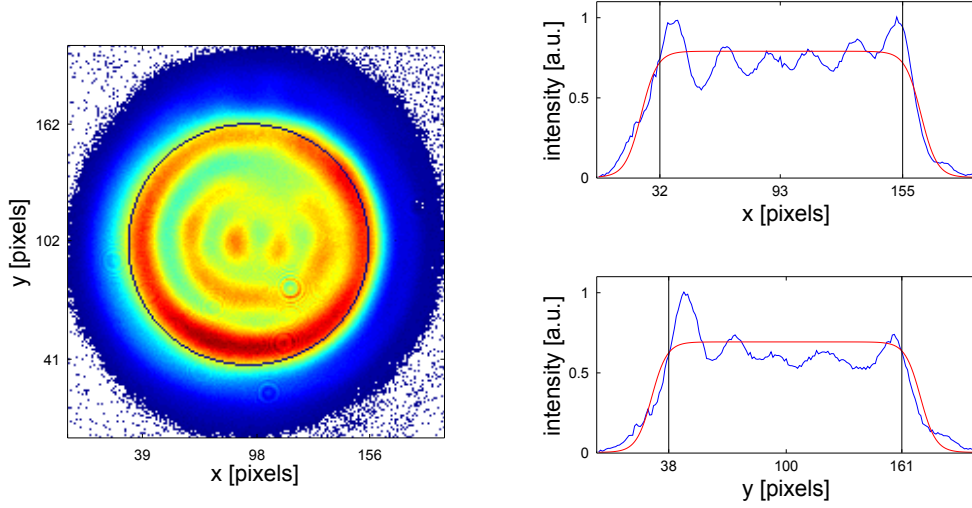 162
102
41
y [pixels]
39 98 156
x [pixels]
1
0.5
0
intensity [a.u.]
32 93 155
x [pixels]
1
0.5
0
intensity [a.u.]
38 100 161
y [pixels]